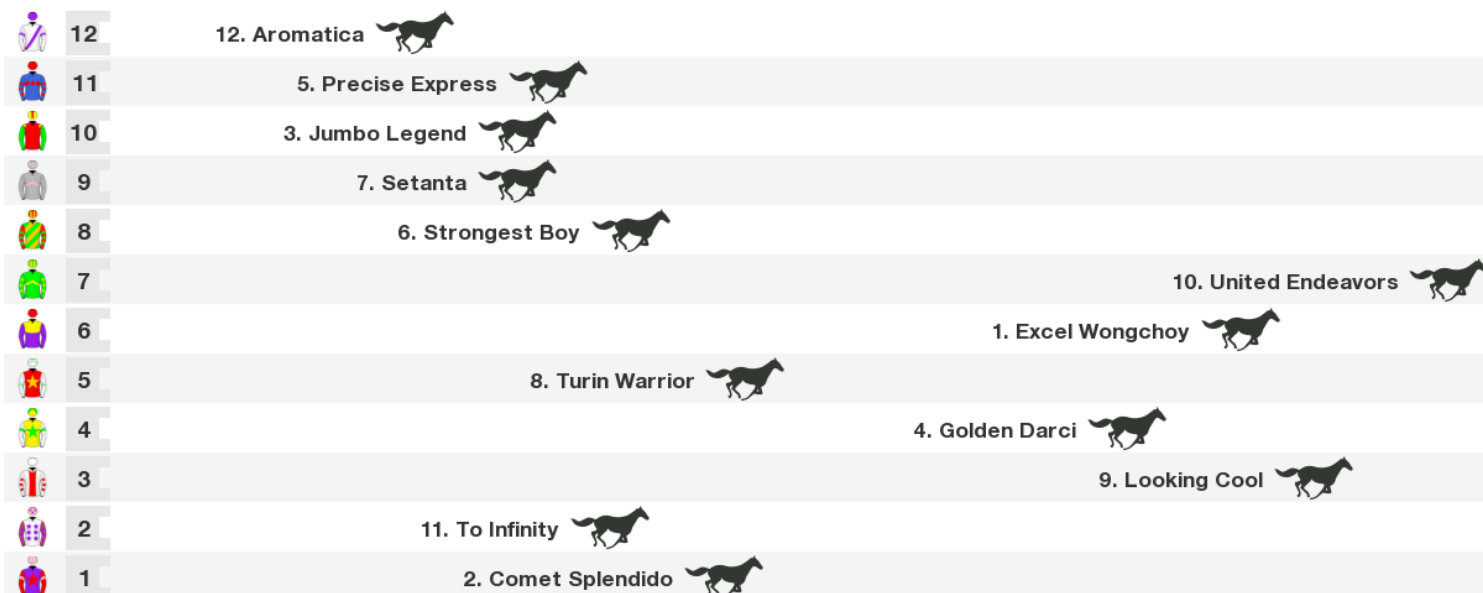 12 12. Aromatica
11 5. Precise Express
10 3. Jumbo Legend
9 7. Setanta
8 6. Strongest Boy
7 10. United Endeavors
6 1. Excel Wongchoy
5 8. Turin Warrior
4 4. Golden Darci
3 9. Looking Cool
2 11. To Infinity
1 2. Comet Splendido